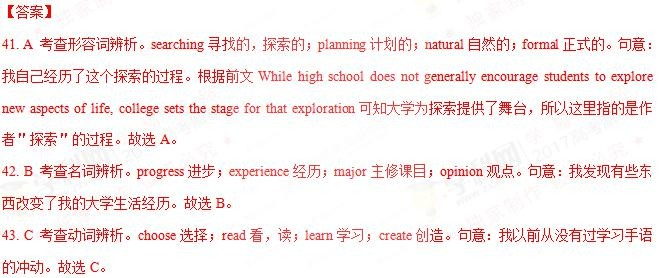 【答案】
41. A 考查形容词辨析。searching 寻找的，探索的；planning 计划的；natural 自然的；formal 正式的。句意：
我自己经历了这个探索的过程。根据前文 While high school does not generally encourage students to explore
new aspects of life, college sets the stage for that exploration 可知大学为探索提供了舞台，所以这里指的是作
者＂探索＂的过程。故选 A。
42. B 考查名词辨析。progress 进步；experience 经历；major 主修课目；opinion 观点。句意：我发现有些东
西改变了我的大学生活经历。故选 B。
43. C 考查动词辨析。choose 选择；read 看，读；learn 学习；create 创造。句意：我以前从没有过学习手语
的冲动。故选 C。